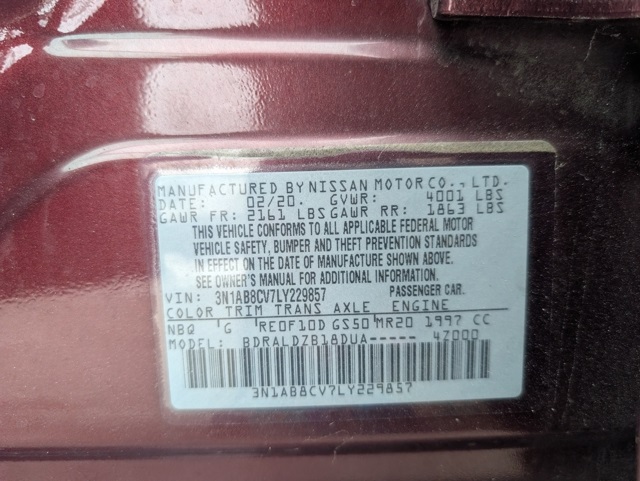 MANUFACTURED BY NISSAN MOTOR CO., LTD.
DATE: 02/20. GVWR: 4001 LBS
GAWR FR: 2161 LBS GAWR RR: 1863 LBS
THIS VEHICLE CONFORMS TO ALL APPLICABLE FEDERAL MOTOR
VEHICLE SAFETY, BUMPER AND THEFT PREVENTION STANDARDS
IN EFFECT ON THE DATE OF MANUFACTURE SHOWN ABOVE.
SEE OWNER'S MANUAL FOR ADDITIONAL INFORMATION.
VIN: 3N1AB8CV7LY229857 PASSENGER CAR.
COLOR TRIM TRANS AXLE ENGINE
NBQ G RE0F10D GS50 MR20 1997 CC
MODEL: BDRALDZB18DUA----- 4Z000
3N1AB8CV7LY229857